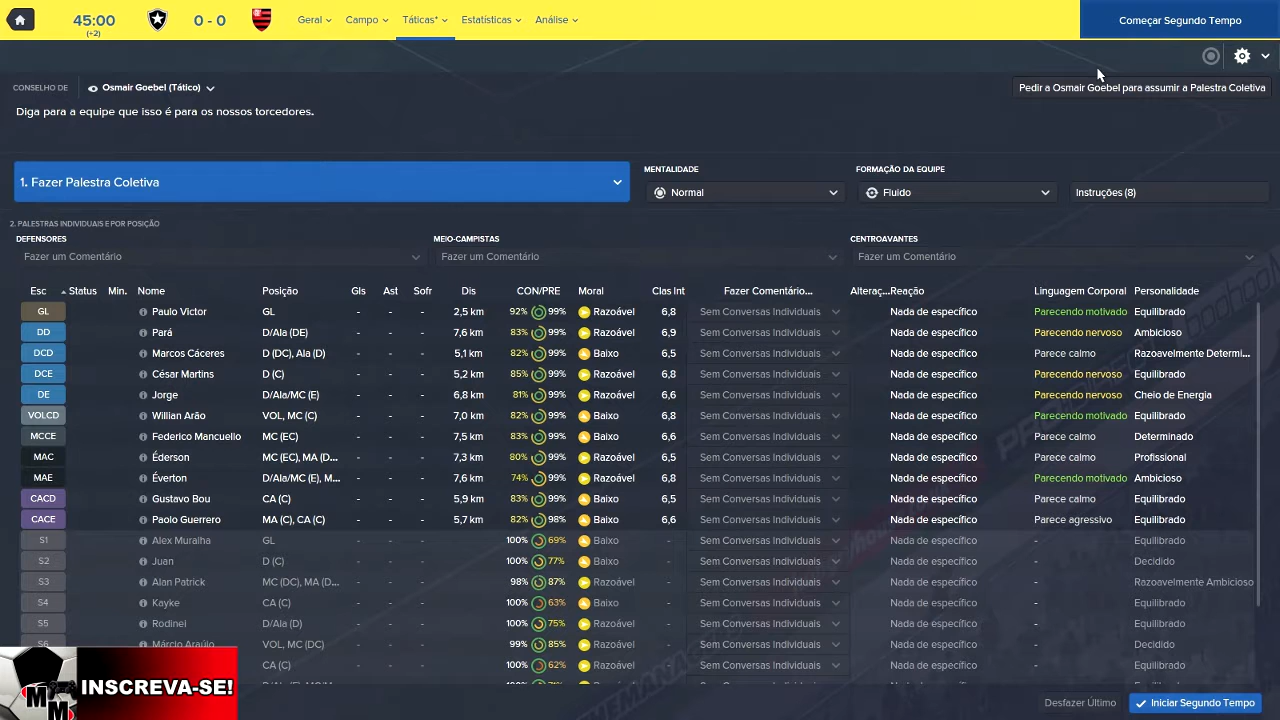 45:00
(+2)
0 - 0
Geral
Campo
Táticas*
Estatísticas
Análise
Começar Segundo Tempo
CONSELHO DE
Osmair Goebel (Tático)
Pedir a Osmair Goebel para assumir a Palestra Coletiva
Diga para a equipe que isso é para os nossos torcedores.
1. Fazer Palestra Coletiva
MENTALIDADE
Normal
FORMAÇÃO DA EQUIPE
Fluido
Instruções (8)
2. PALESTRAS INDIVIDUAIS E POR POSIÇÃO
DEFENSORES
MEIO-CAMPISTAS
CENTROAVANTES
Fazer um Comentário
Fazer um Comentário
Fazer um Comentário
Esc Status Min. Nome Posição Gls Ast Sofr Dis CON/PRE Moral Clas Int Fazer Comentário... Alteraç... Reação Linguagem Corporal Personalidade
GL Paulo Victor GL - - - 2,5 km 92% 99% Razoável 6,8 Sem Conversas Individuais Nada de específico Parecendo motivado Equilibrado
DD Pará D/Ala (DE) - - - 7,6 km 83% 99% Razoável 6,9 Sem Conversas Individuais Nada de específico Parecendo nervoso Ambicioso
DCD Marcos Cáceres D (DC), Ala (D) - - - 5,1 km 82% 99% Baixo 6,5 Sem Conversas Individuais Nada de específico Parece calmo Razoavelmente Determi...
DCE César Martins D (C) - - - 5,2 km 85% 99% Razoável 6,8 Sem Conversas Individuais Nada de específico Parecendo nervoso Equilibrado
DE Jorge D/Ala/MC (E) - - - 6,8 km 81% 99% Razoável 6,6 Sem Conversas Individuais Nada de específico Parecendo nervoso Cheio de Energia
VOLCD Willian Arão VOL, MC (C) - - - 7,0 km 82% 99% Baixo 6,8 Sem Conversas Individuais Nada de específico Parecendo motivado Equilibrado
MCCE Federico Mancuello MC (EC) - - - 7,5 km 83% 99% Baixo 6,6 Sem Conversas Individuais Nada de específico Parece calmo Determinado
MAC Éderson MC (EC), MA (D... - - - 7,3 km 80% 99% Razoável 6,6 Sem Conversas Individuais Nada de específico Parece calmo Profissional
MAE Éverton D/Ala/MC (E), M... - - - 7,6 km 74% 99% Razoável 6,8 Sem Conversas Individuais Nada de específico Parecendo motivado Ambicioso
CACD Gustavo Bou CA (C) - - - 5,9 km 83% 99% Baixo 6,5 Sem Conversas Individuais Nada de específico Parece calmo Equilibrado
CACE Paolo Guerrero MA (C), CA (C) - - - 5,7 km 82% 98% Baixo 6,6 Sem Conversas Individuais Nada de específico Parece agressivo Equilibrado
S1 Alex Muralha GL - - - 100% 69% Baixo - Sem Conversas Individuais Nada de específico - Equilibrado
S2 Juan D (C) - - - 100% 77% Baixo - Sem Conversas Individuais Nada de específico - Decidido
S3 Alan Patrick MC (DC), MA (D... - - - 98% 87% Razoável - Sem Conversas Individuais Nada de específico - Razoavelmente Ambicioso
S4 Kayke CA (C) - - - 100% 63% Baixo - Sem Conversas Individuais Nada de específico - Equilibrado
S5 Rodinei D/Ala (D) - - - 100% 75% Razoável - Sem Conversas Individuais Nada de específico - Equilibrado
S6 Márcio Araújo VOL, MC (DC) - - - 99% 85% Razoável - Sem Conversas Individuais Nada de específico - Decidido
CA (C) - - - 100% 62% Razoável - Sem Conversas Individuais Nada de específico - Equilibrado
MM
INSCREVA-SE!
Desfazer Último
Iniciar Segundo Tempo